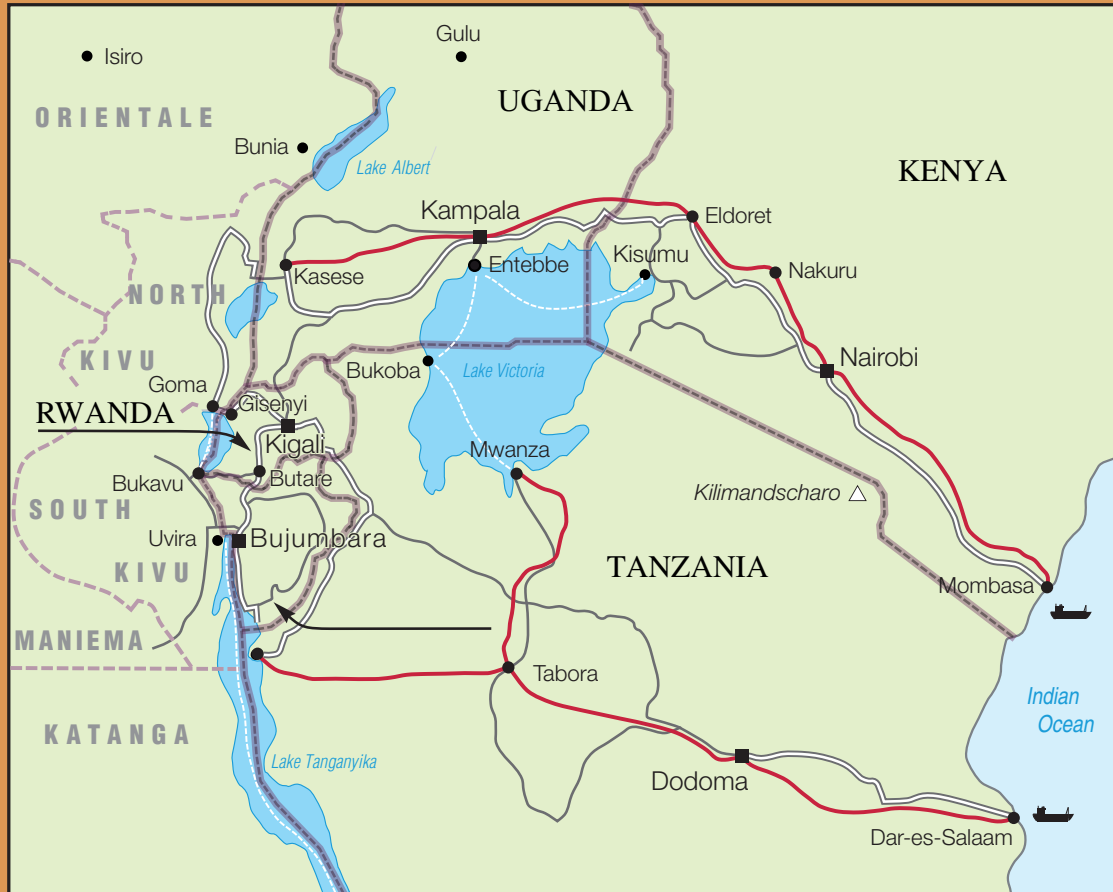 Gulu
Isiro
UGANDA
ORIENTALE
Bunia
Lake Albert
KENYA
Kampala
Eldoret
Kisumu
Entebbe
Kasese
Nakuru
NORTH
KIVU
Nairobi
Bukoba
Lake Victoria
Goma
Gisenyi
RWANDA
Kigali
Mwanza
Bukavu
Butare
Kilimandscharo
SOUTH
Uvira
Bujumbara
KIVU
TANZANIA
Mombasa
MANIEMA
Tabora
Indian
Ocean
KATANGA
Lake Tanganyika
Dodoma
Dar-es-Salaam